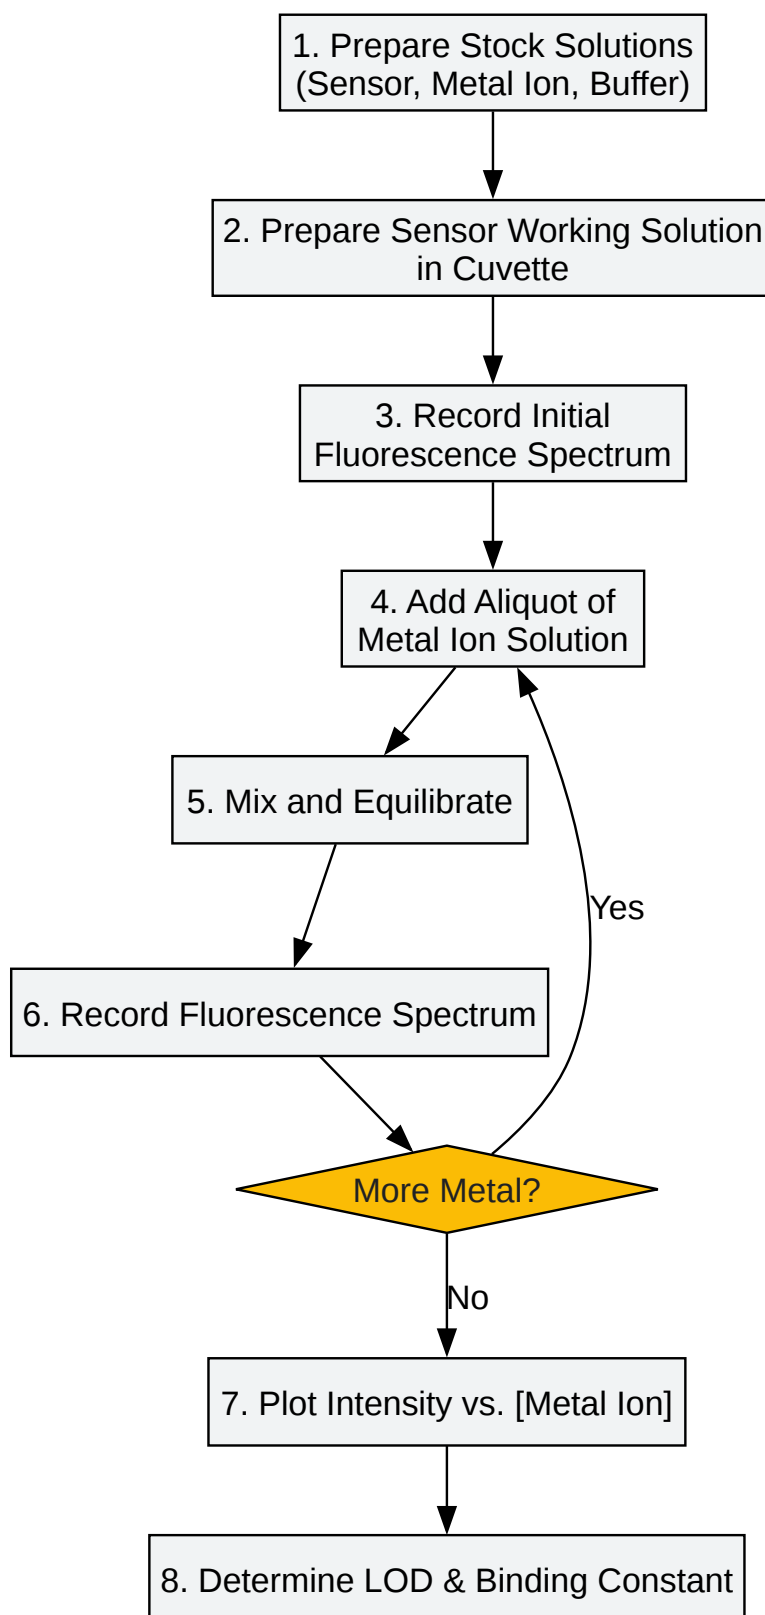 1. Prepare Stock Solutions
(Sensor, Metal Ion, Buffer)
2. Prepare Sensor Working Solution
in Cuvette
3. Record Initial
Fluorescence Spectrum
4. Add Aliquot of
Metal Ion Solution
5. Mix and Equilibrate
Yes
6. Record Fluorescence Spectrum
More Metal?
No
7. Plot Intensity vs. [Metal Ion]
8. Determine LOD & Binding Constant